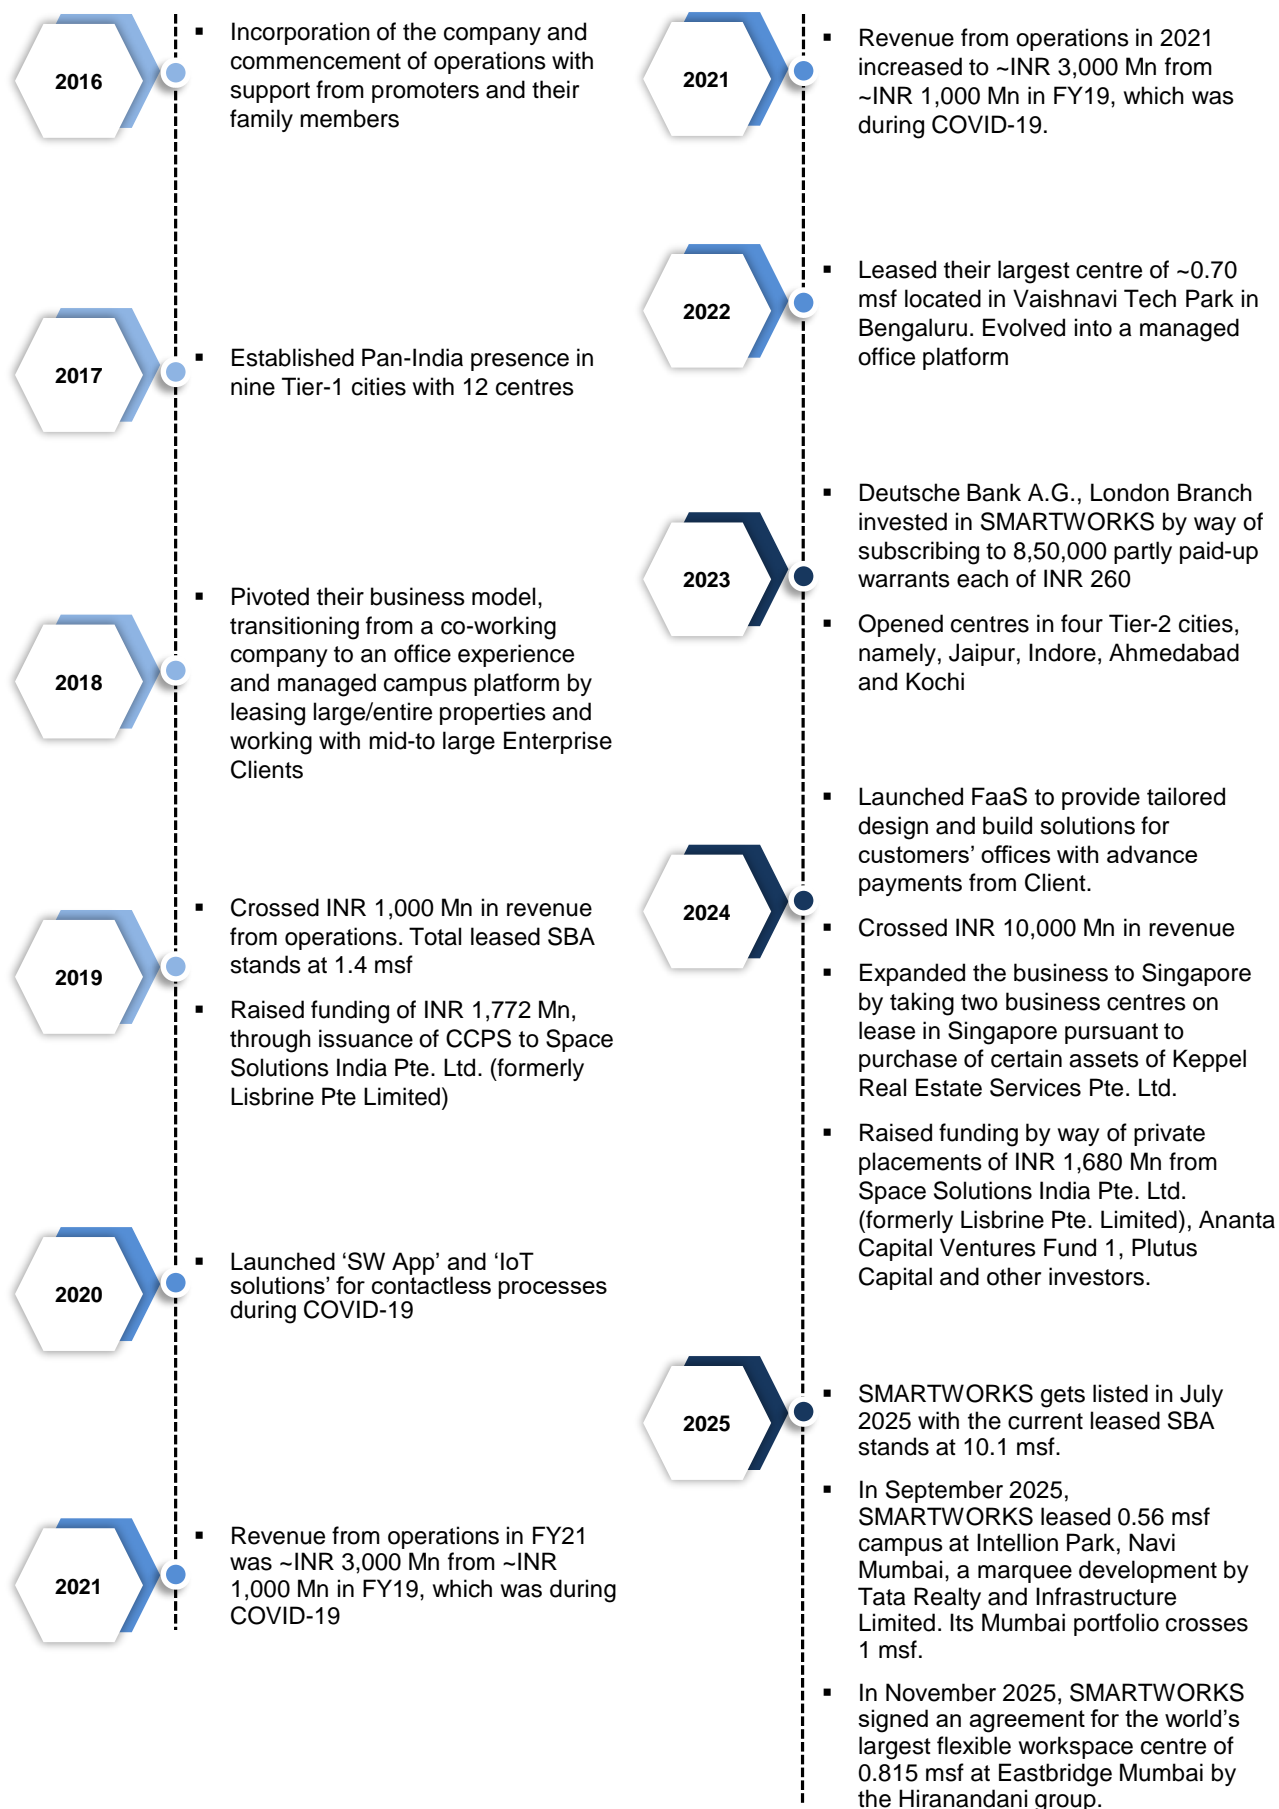 2016
▪ Incorporation of the company and
commencement of operations with
support from promoters and their
family members
2017
▪ Established Pan-India presence in
nine Tier-1 cities with 12 centres
2018
▪ Pivoted their business model,
transitioning from a co-working
company to an office experience
and managed campus platform by
leasing large/entire properties and
working with mid-to large Enterprise
Clients
2019
▪ Crossed INR 1,000 Mn in revenue
from operations. Total leased SBA
stands at 1.4 msf
▪ Raised funding of INR 1,772 Mn,
through issuance of CCPS to Space
Solutions India Pte. Ltd. (formerly
Lisbrine Pte Limited)
2020
▪ Launched ‘SW App’ and ‘IoT
solutions’ for contactless processes
during COVID-19
2021
▪ Revenue from operations in FY21
was ~INR 3,000 Mn from ~INR
1,000 Mn in FY19, which was during
COVID-19
2021
▪ Revenue from operations in 2021
increased to ~INR 3,000 Mn from
~INR 1,000 Mn in FY19, which was
during COVID-19.
2022
▪ Leased their largest centre of ~0.70
msf located in Vaishnavi Tech Park in
Bengaluru. Evolved into a managed
office platform
2023
▪ Deutsche Bank A.G., London Branch
invested in SMARTWORKS by way of
subscribing to 8,50,000 partly paid-up
warrants each of INR 260
▪ Opened centres in four Tier-2 cities,
namely, Jaipur, Indore, Ahmedabad
and Kochi
2024
▪ Launched FaaS to provide tailored
design and build solutions for
customers’ offices with advance
payments from Client.
▪ Crossed INR 10,000 Mn in revenue
▪ Expanded the business to Singapore
by taking two business centres on
lease in Singapore pursuant to
purchase of certain assets of Keppel
Real Estate Services Pte. Ltd.
▪ Raised funding by way of private
placements of INR 1,680 Mn from
Space Solutions India Pte. Ltd.
(formerly Lisbrine Pte. Limited), Ananta
Capital Ventures Fund 1, Plutus
Capital and other investors.
2025
▪ SMARTWORKS gets listed in July
2025 with the current leased SBA
stands at 10.1 msf.
▪ In September 2025,
SMARTWORKS leased 0.56 msf
campus at Intellion Park, Navi
Mumbai, a marquee development by
Tata Realty and Infrastructure
Limited. Its Mumbai portfolio crosses
1 msf.
▪ In November 2025, SMARTWORKS
signed an agreement for the world’s
largest flexible workspace centre of
0.815 msf at Eastbridge Mumbai by
the Hiranandani group.